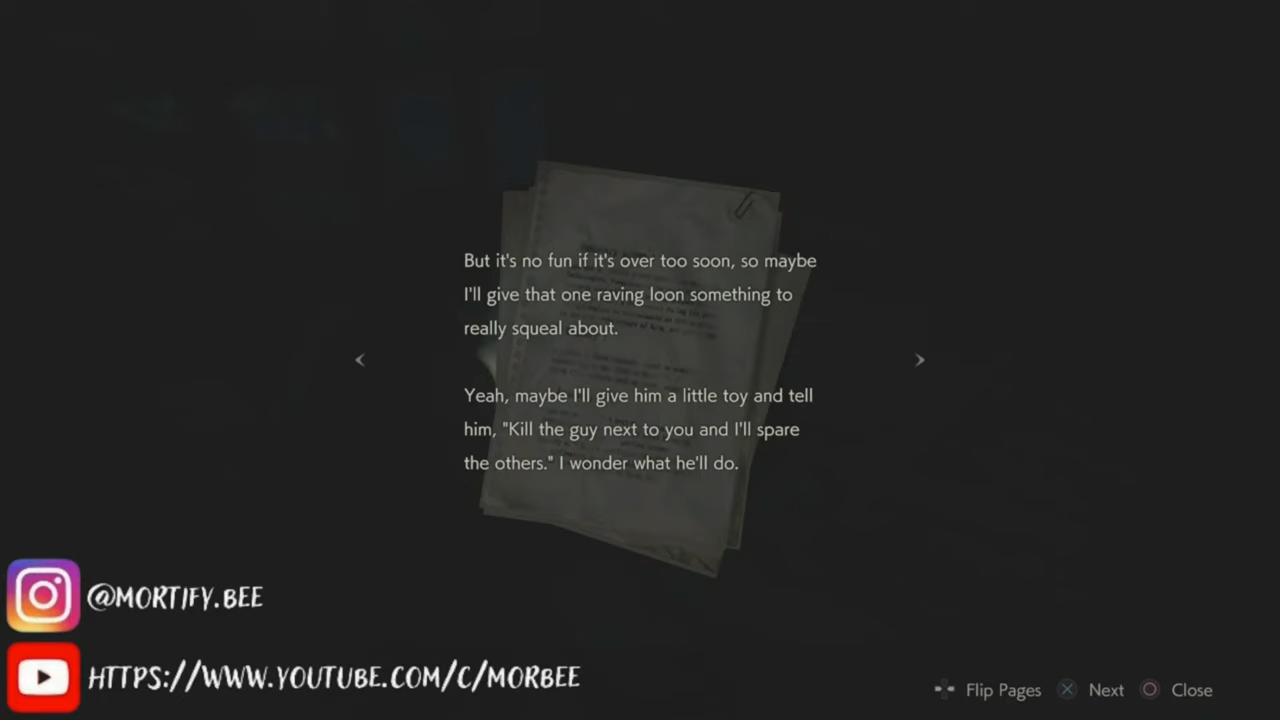 But it's no fun if it's over too soon, so maybe
I'll give that one raving loon something to
really squeal about.
Yeah, maybe I'll give him a little toy and tell
him, "Kill the guy next to you and I'll spare
the others." I wonder what he'll do.
@MORTIFY.BEE
HTTPS://WWW.YOUTUBE.COM/C/MORBEE
Flip Pages Next Close